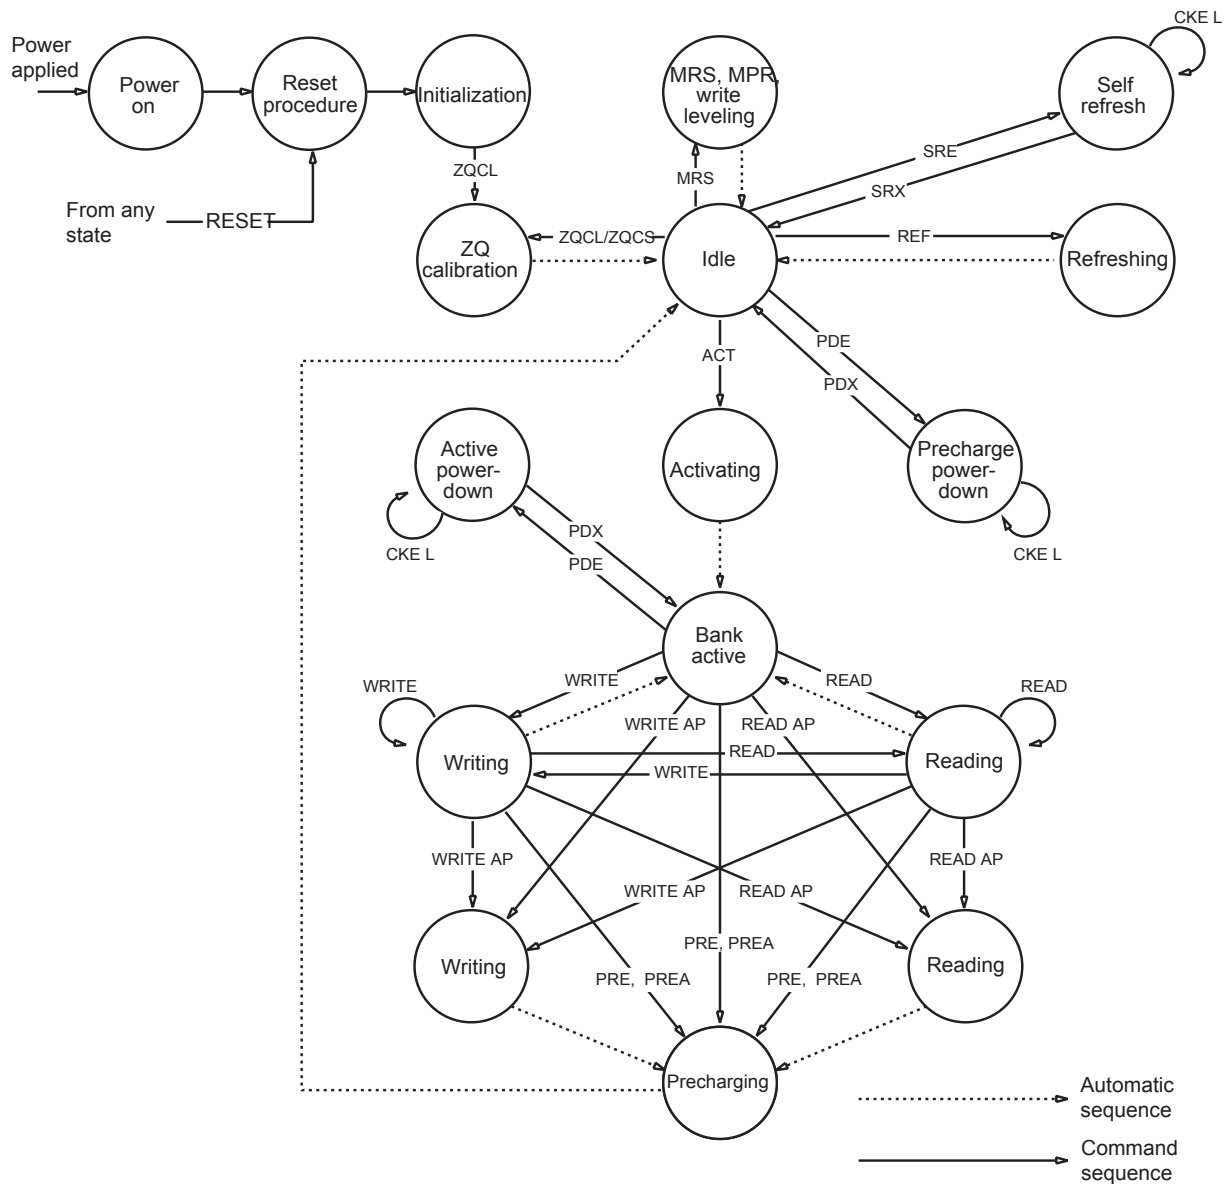 CKE L
Power
applied
Power
on
Reset
procedure
Initialization
MRS, MPR,
write
leveling
Self
refresh
SRE
ZQCL
MRS
SRX
From any
state
RESET
ZQCL/ZQCS
REF
ZQ
calibration
Idle
Refreshing
PDE
ACT
PDX
Active
power-
down
Activating
Precharge
power-
down
PDX
CKE L
CKE L
PDE
Bank
active
WRITE
WRITE
READ
READ
WRITE AP
READ AP
Writing
READ
Reading
WRITE
WRITE AP
READ AP
WRITE AP
READ AP
PRE, PREA
Writing
Reading
PRE, PREA
PRE, PREA
Precharging
Automatic
sequence
Command
sequence